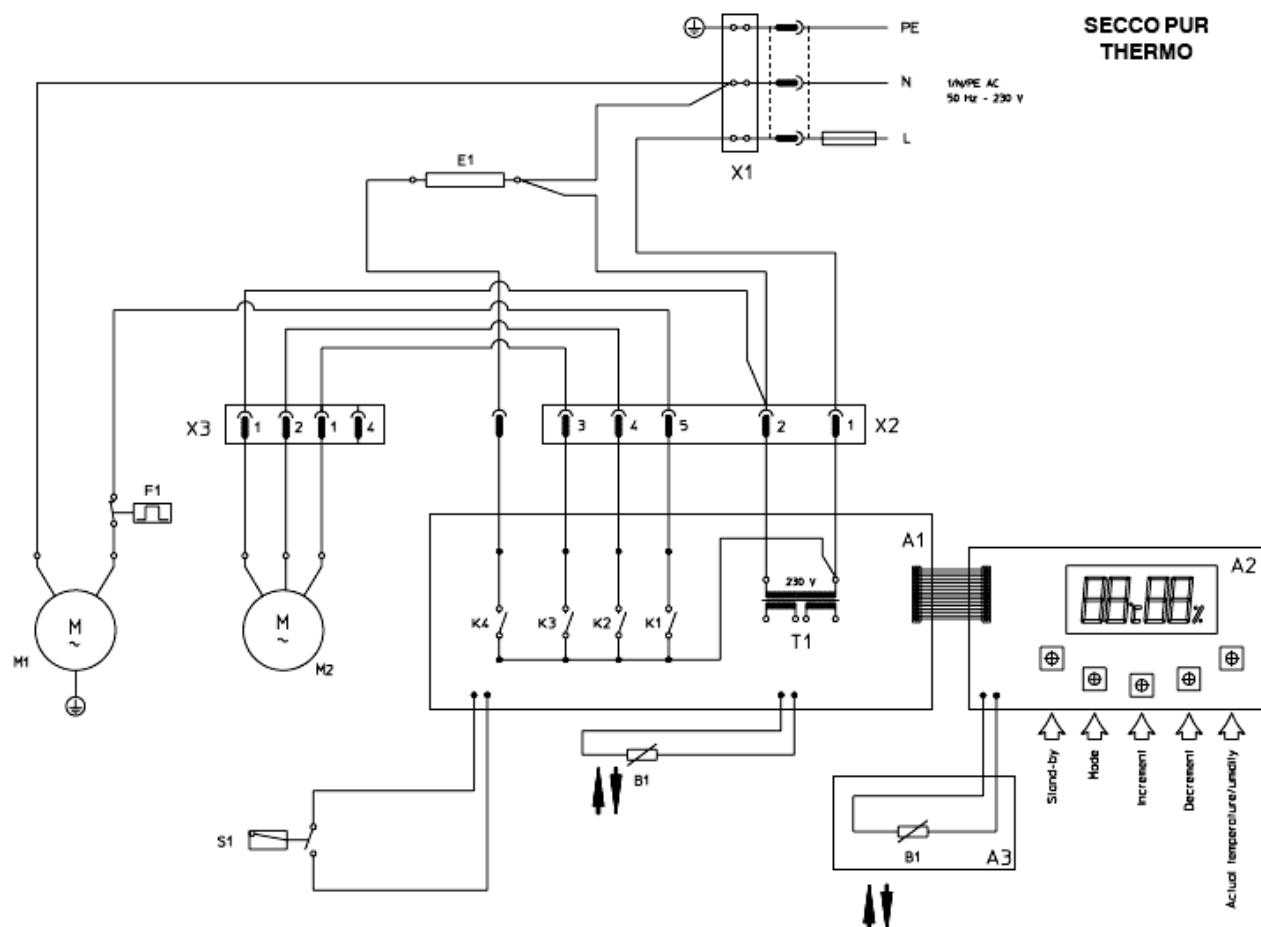 SECCO PUR
THERMO
PE
N
1/N/PE AC
50 Hz - 230 V
L
X1
E1
X3
1
2
1
4
3
4
5
2
1
X2
F1
A1
A2
230 V
°C
%
M
~
M1
M
~
M2
K4
K3
K2
K1
T1
B1
S1
B1
A3
Stand-by
Mode
Increment
Decrement
Actual temperature/umidity